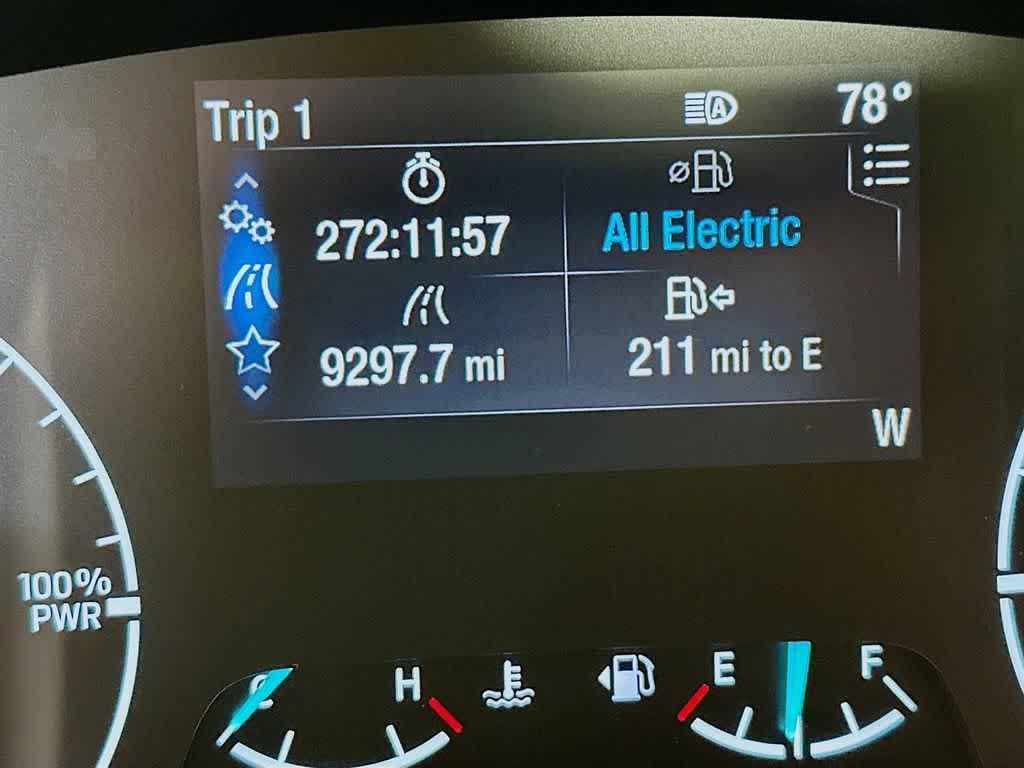 Trip 1
A
78°
272:11:57
All Electric
9297.7 mi
211 mi to E
W
100%
PWR
C
H
E
F